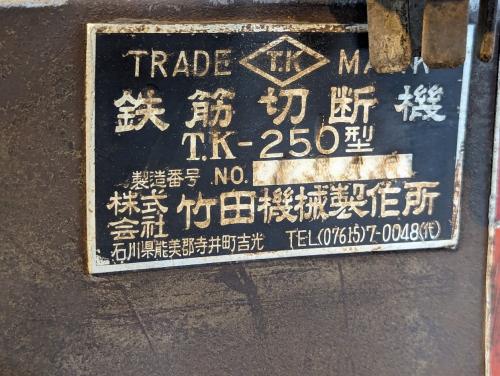 TRADE T.K MARK
鉄筋切断機
T.K-250型
製造番号 NO.
株式会社 竹田機械製作所
石川県能美郡寺井町吉光 TEL(07615)7-0048(代)